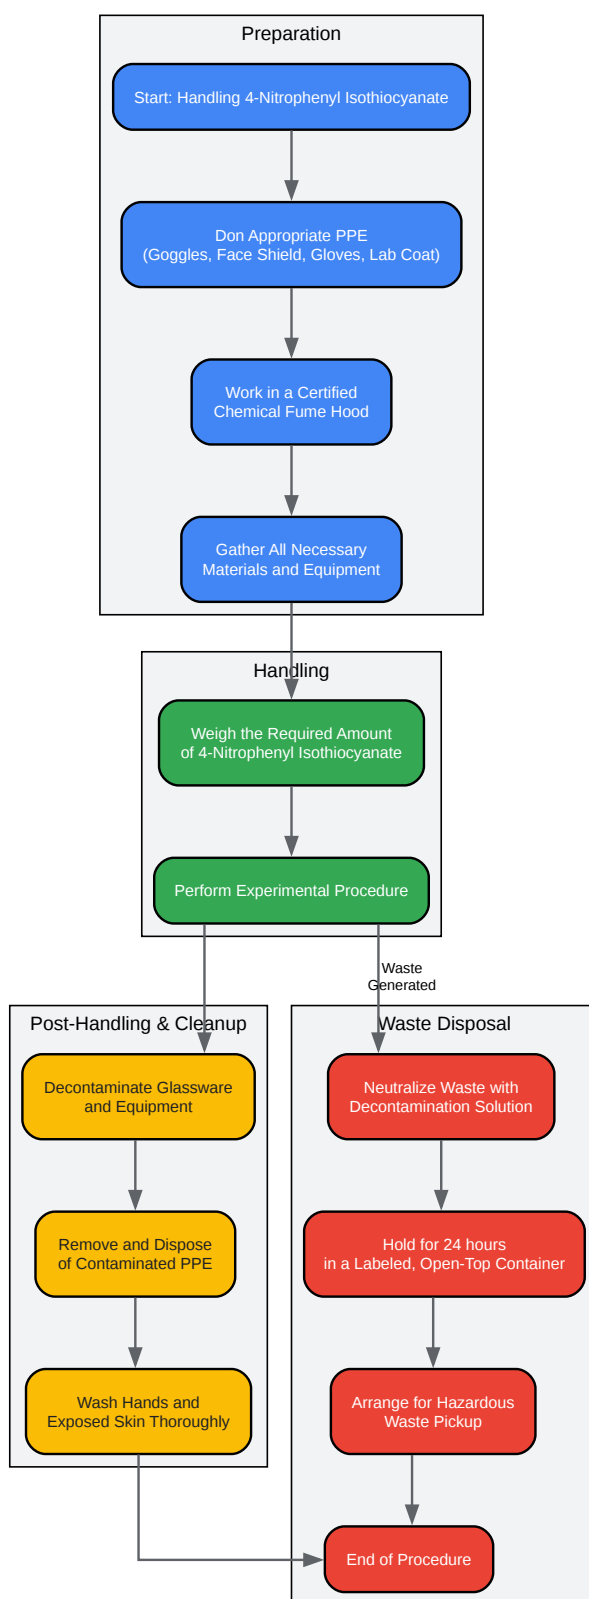 Preparation
Start: Handling 4-Nitrophenyl Isothiocyanate
Don Appropriate PPE
(Goggles, Face Shield, Gloves, Lab Coat)
Work in a Certified
Chemical Fume Hood
Gather All Necessary
Materials and Equipment
Handling
Weigh the Required Amount
of 4-Nitrophenyl Isothiocyanate
Perform Experimental Procedure
Waste
Generated
Post-Handling & Cleanup
Decontaminate Glassware
and Equipment
Remove and Dispose
of Contaminated PPE
Wash Hands and
Exposed Skin Thoroughly
Waste Disposal
Neutralize Waste with
Decontamination Solution
Hold for 24 hours
in a Labeled, Open-Top Container
Arrange for Hazardous
Waste Pickup
End of Procedure